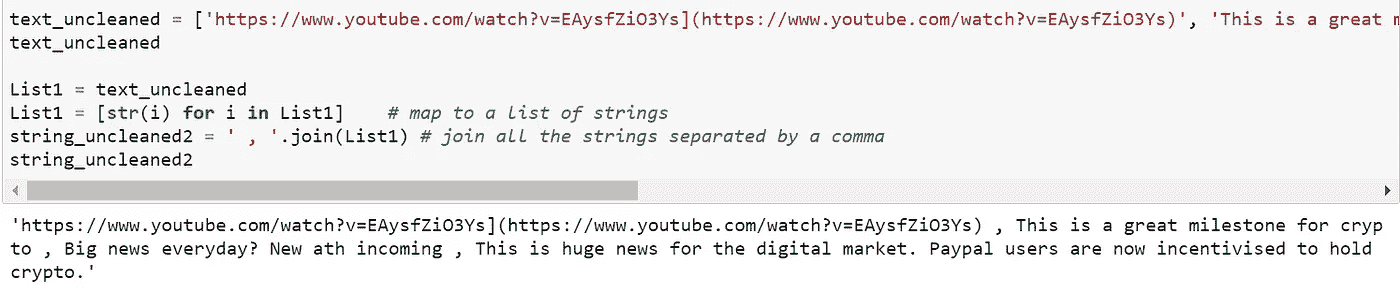 text_uncleaned = ['https://www.youtube.com/watch?v=EAysfZiO3Ys](https://www.youtube.com/watch?v=EAysfZiO3Ys)', 'This is a great
text_uncleaned
List1 = text_uncleaned
List1 = [str(i) for i in List1]    # map to a list of strings
string_uncleaned2 = ' , '.join(List1) # join all the strings separated by a comma
string_uncleaned2
'https://www.youtube.com/watch?v=EAysfZiO3Ys](https://www.youtube.com/watch?v=EAysfZiO3Ys) , This is a great milestone for cryp
to , Big news everyday? New ath incoming , This is huge news for the digital market. Paypal users are now incentivised to hold
crypto.'